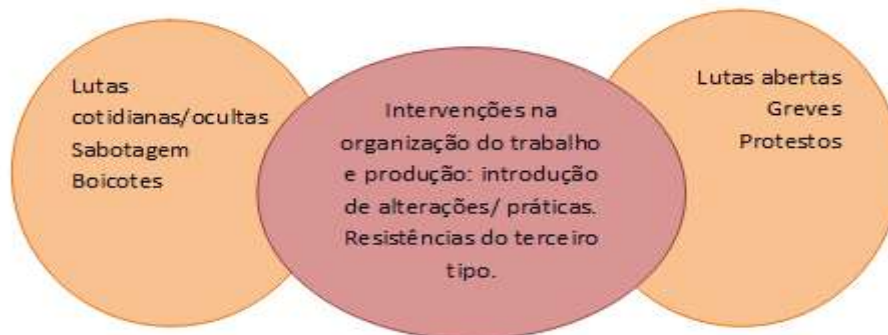 Lutas
cotidianas/ocultas
Sabotagem
Boicotes
Intervenções na
organização do trabalho
e produção: introdução
de alterações/ práticas.
Resistências do terceiro
tipo.
Lutas abertas
Greves
Protestos